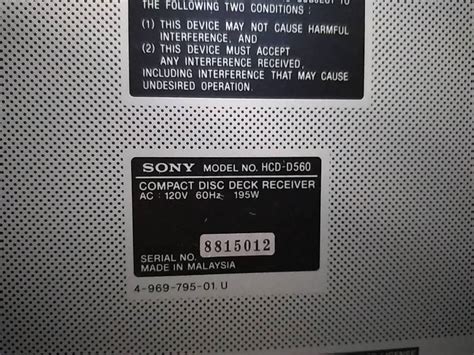 THE FOLLOWING TWO CONDITIONS :
(1) THIS DEVICE MAY NOT CAUSE HARMFUL
INTERFERENCE, AND
(2) THIS DEVICE MUST ACCEPT
ANY INTERFERENCE RECEIVED,
INCLUDING INTERFERENCE THAT MAY CAUSE
UNDESIRED OPERATION.
SONY MODEL NO. HCD-D560
COMPACT DISC DECK RECEIVER
AC : 120V 60Hz 195W
8815012
SERIAL NO.
MADE IN MALAYSIA
4-969-795-01 U